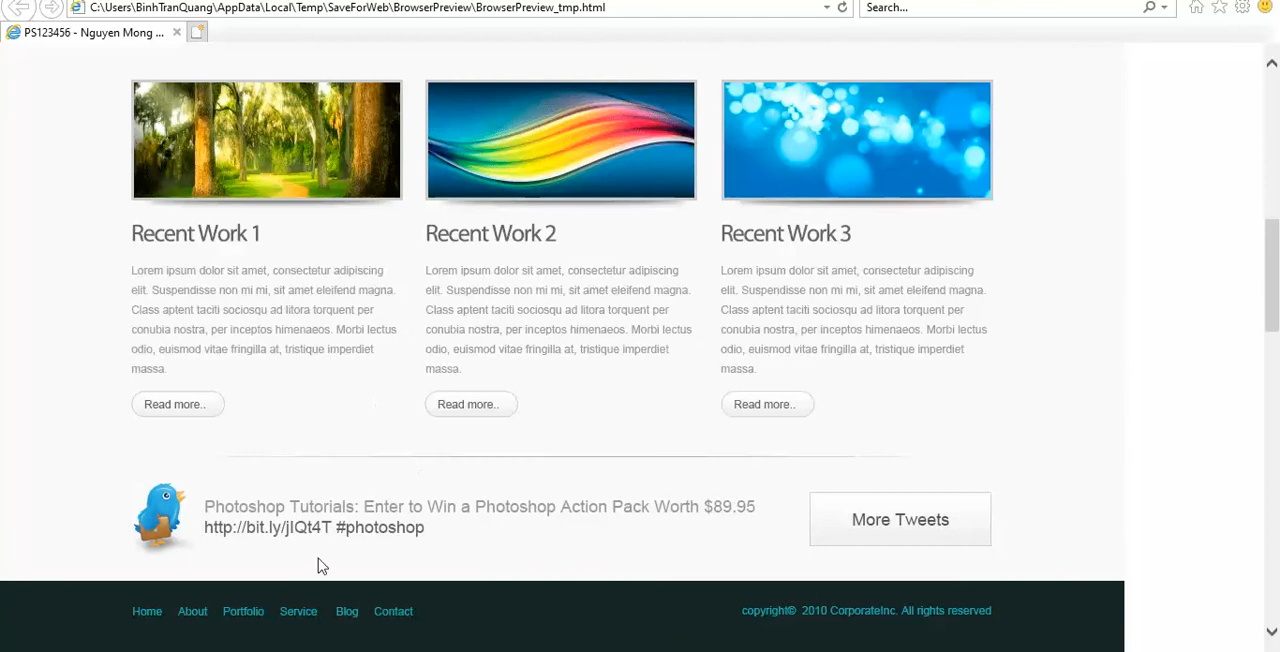 C:\Users\BinhTranQuang\AppData\Local\Temp\SaveForWeb\BrowserPreview\BrowserPreview_tmp.html
Search...
PS123456 - Nguyen Mong ...
Recent Work 1
Lorem ipsum dolor sit amet, consectetur adipiscing
elit. Suspendisse non mi mi, sit amet eleifend magna.
Class aptent taciti sociosqu ad litora torquent per
conubia nostra, per inceptos himenaeos. Morbi lectus
odio, euismod vitae fringilla at, tristique imperdiet
massa.
Read more..
Recent Work 2
Lorem ipsum dolor sit amet, consectetur adipiscing
elit. Suspendisse non mi mi, sit amet eleifend magna.
Class aptent taciti sociosqu ad litora torquent per
conubia nostra, per inceptos himenaeos. Morbi lectus
odio, euismod vitae fringilla at, tristique imperdiet
massa.
Read more..
Recent Work 3
Lorem ipsum dolor sit amet, consectetur adipiscing
elit. Suspendisse non mi mi, sit amet eleifend magna.
Class aptent taciti sociosqu ad litora torquent per
conubia nostra, per inceptos himenaeos. Morbi lectus
odio, euismod vitae fringilla at, tristique imperdiet
massa.
Read more..
Photoshop Tutorials: Enter to Win a Photoshop Action Pack Worth $89.95
http://bit.ly/jlQt4T #photoshop
More Tweets
Home About Portfolio Service Blog Contact
copyright© 2010 CorporateInc. All rights reserved